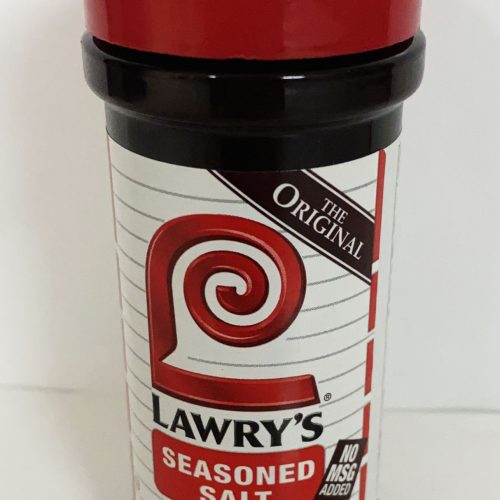 THE
ORIGINAL
LAWRY'S®
SEASONED
SALT
NO
MSG
ADDED